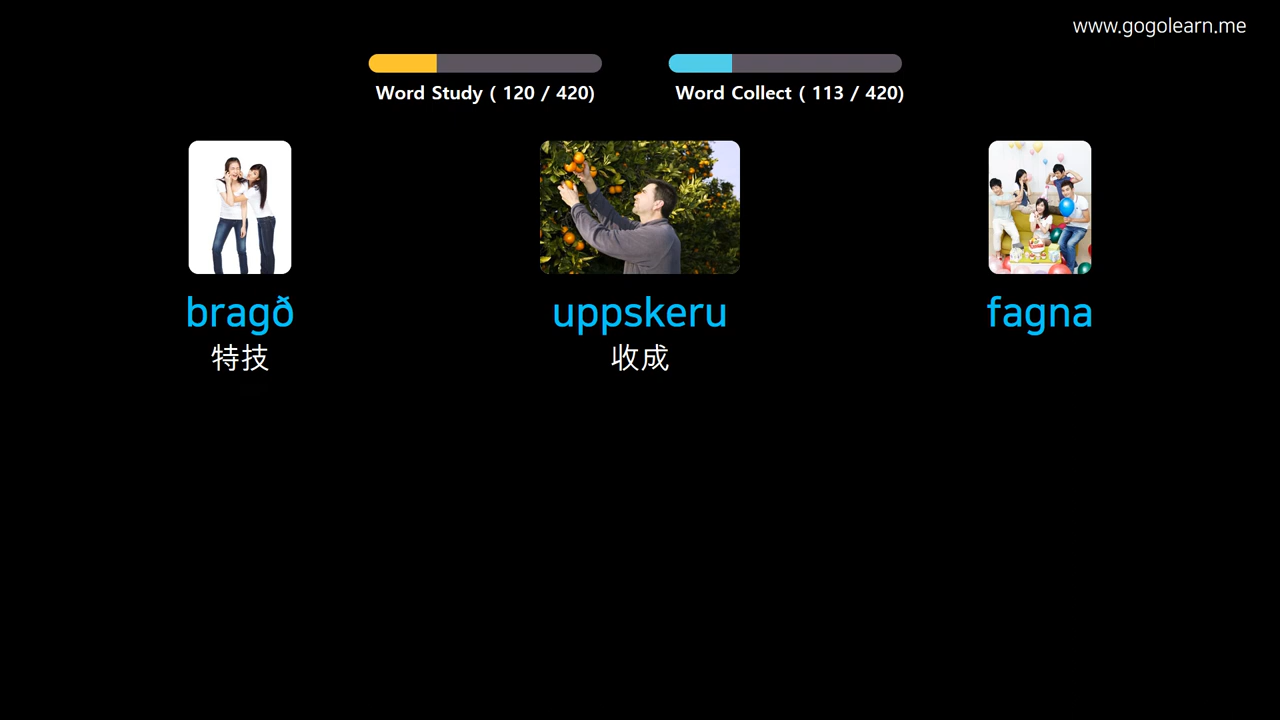 www.gogolearn.me
Word Study ( 120 / 420)
Word Collect ( 113 / 420)
bragð
uppskeru
fagna
特技
收成